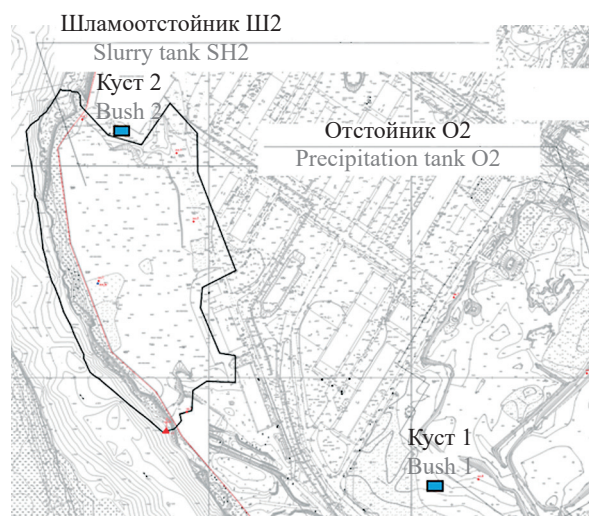 Шламоотстойник Ш2
Slurry tank SH2
Куст 2
Bush 2
Отстойник О2
Precipitation tank O2
Куст 1
Bush 1